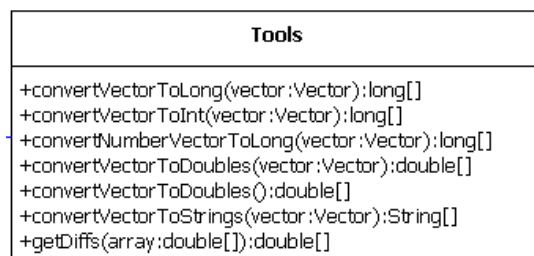 Tools
+convertVectorToLong(vector:Vector):long[]
+convertVectorToInt(vector:Vector):long[]
+convertNumberVectorToLong(vector:Vector):long[]
+convertVectorToDoubles(vector:Vector):double[]
+convertVectorToDoubles():double[]
+convertVectorToStrings(vector:Vector):String[]
+getDiffs(array:double[]):double[]